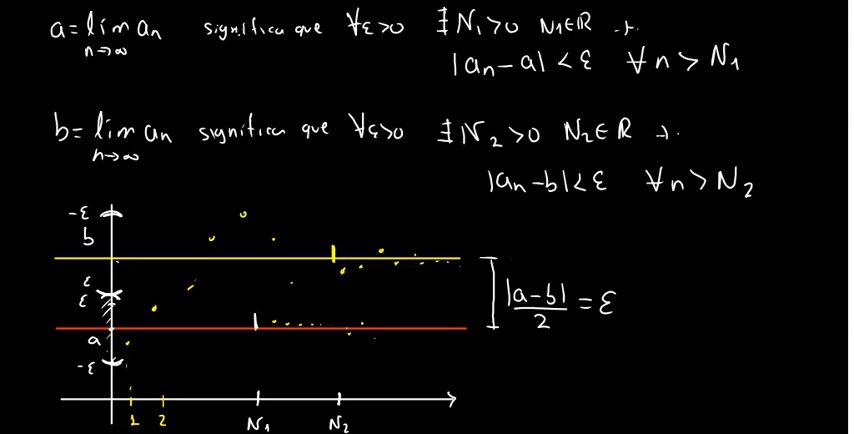 a = lím an significa que ∀ε>0 ∃ N₁>0 N₁∈ℝ t.
n→∞
|an - a| < ε ∀ n > N₁
b = lím an significa que ∀ε>0 ∃ N₂>0 N₂∈ℝ t.
n→∞
|an - b| < ε ∀ n > N₂
-ε
b
ε
ε
|a-b|/2 = ε
a
-ε
1 2 N₁ N₂